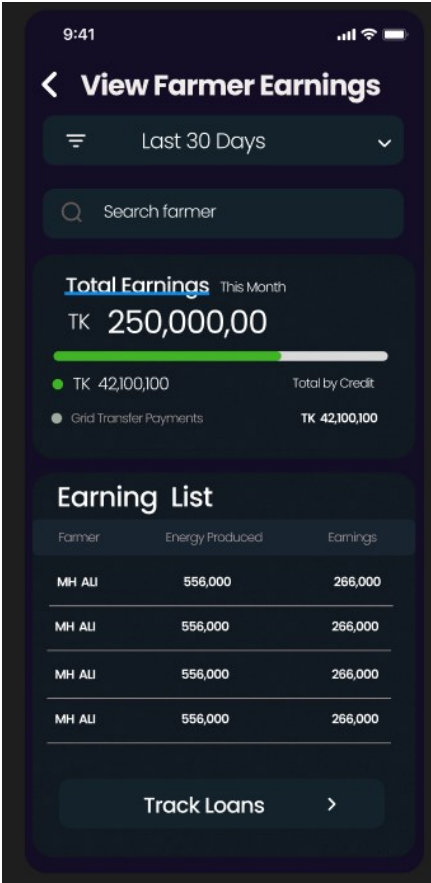 9:41
View Farmer Earnings
Last 30 Days
Search farmer
Total Earnings This Month
TK 250,000,00
TK 42,100,100 Total by Credit
Grid Transfer Payments TK 42,100,100
Earning List
Farmer Energy Produced Earnings
MH ALI 556,000 266,000
MH ALI 556,000 266,000
MH ALI 556,000 266,000
MH ALI 556,000 266,000
Track Loans